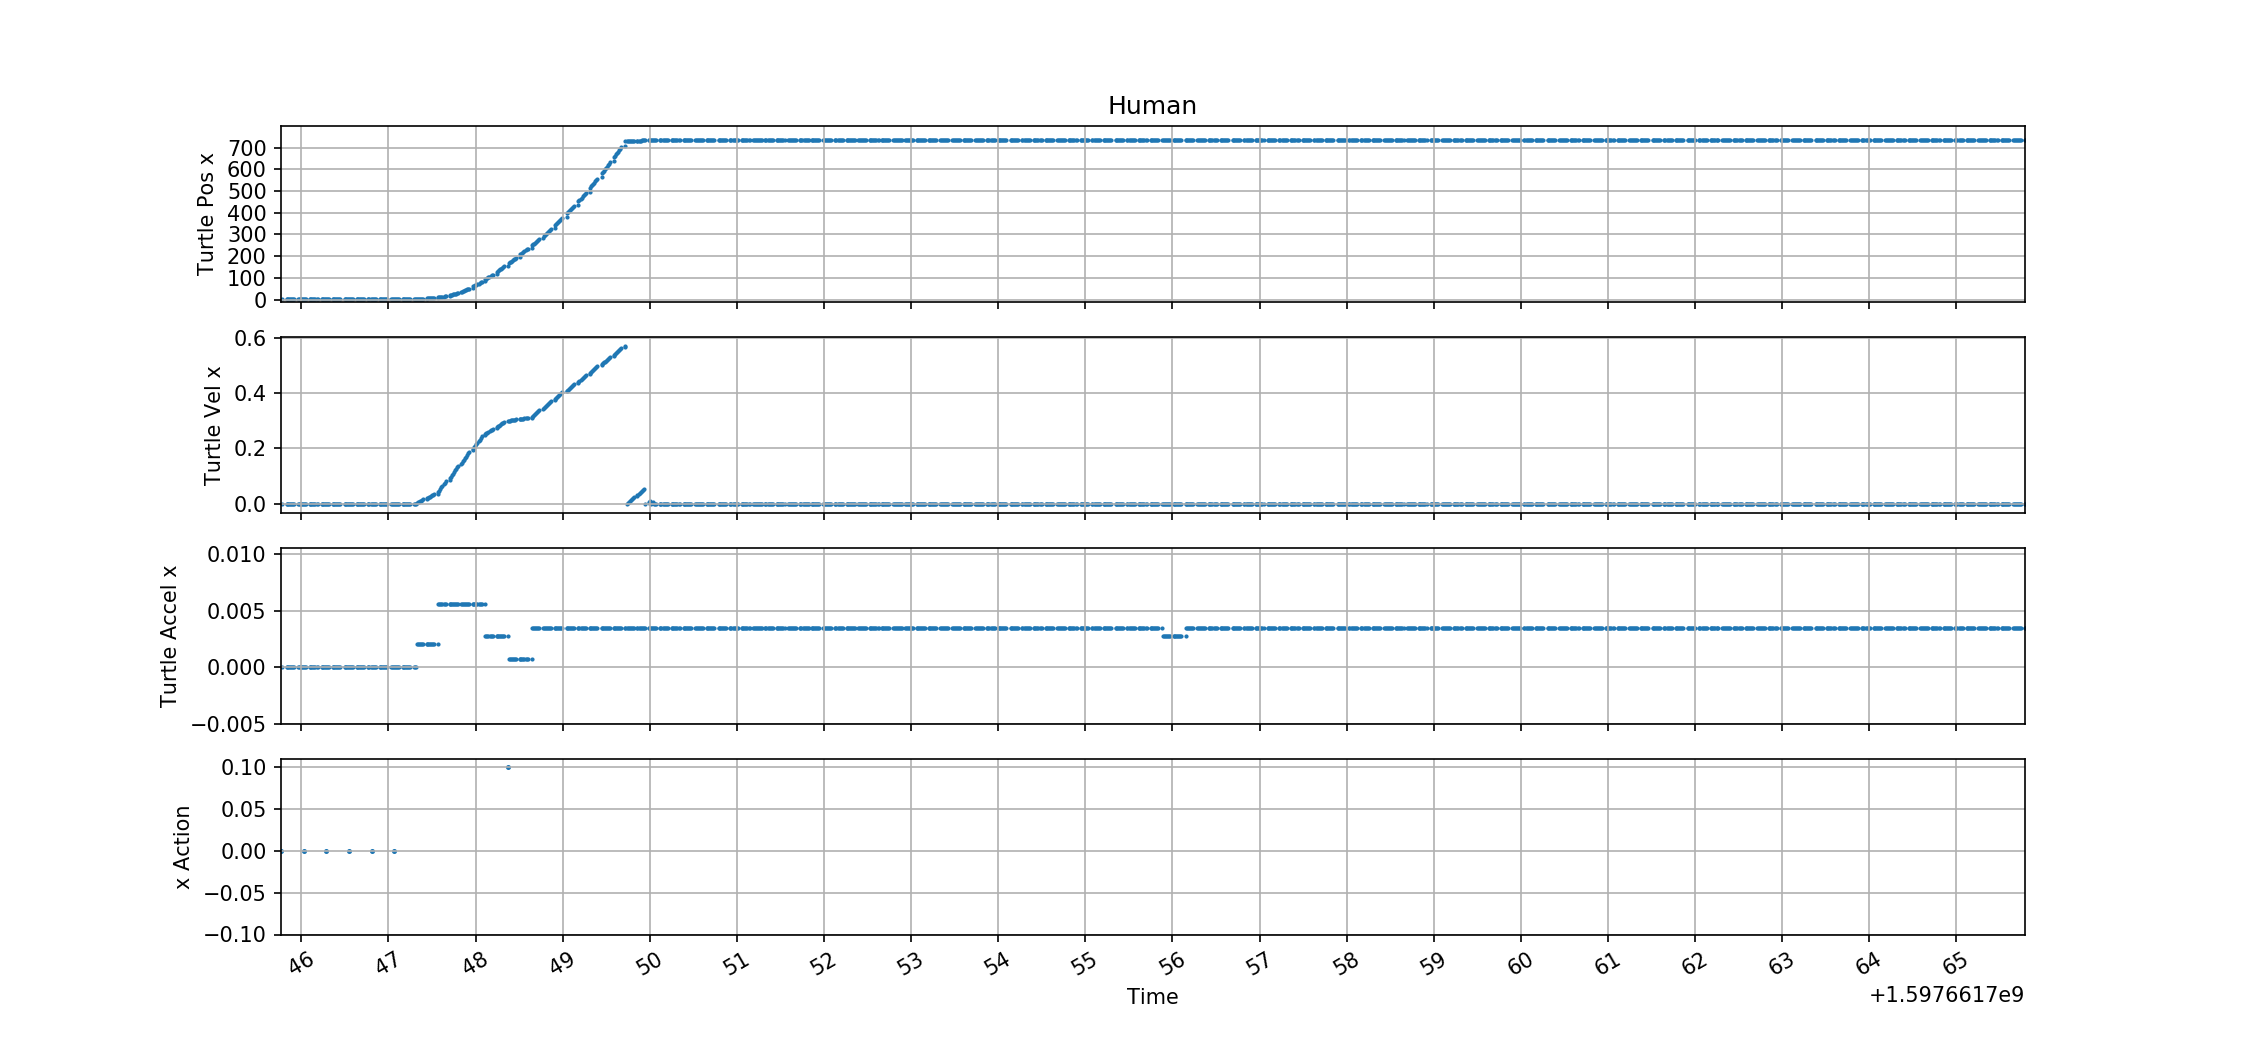 Human
Turtle Pos x
700
600
500
400
300
200
100
0
Turtle Vel x
0.6
0.4
0.2
0.0
Turtle Accel x
0.010
0.005
0.000
−0.005
x Action
0.10
0.05
0.00
−0.05
−0.10
46 47 48 49 50 51 52 53 54 55 56 57 58 59 60 61 62 63 64 65
Time
+1.5976617e9